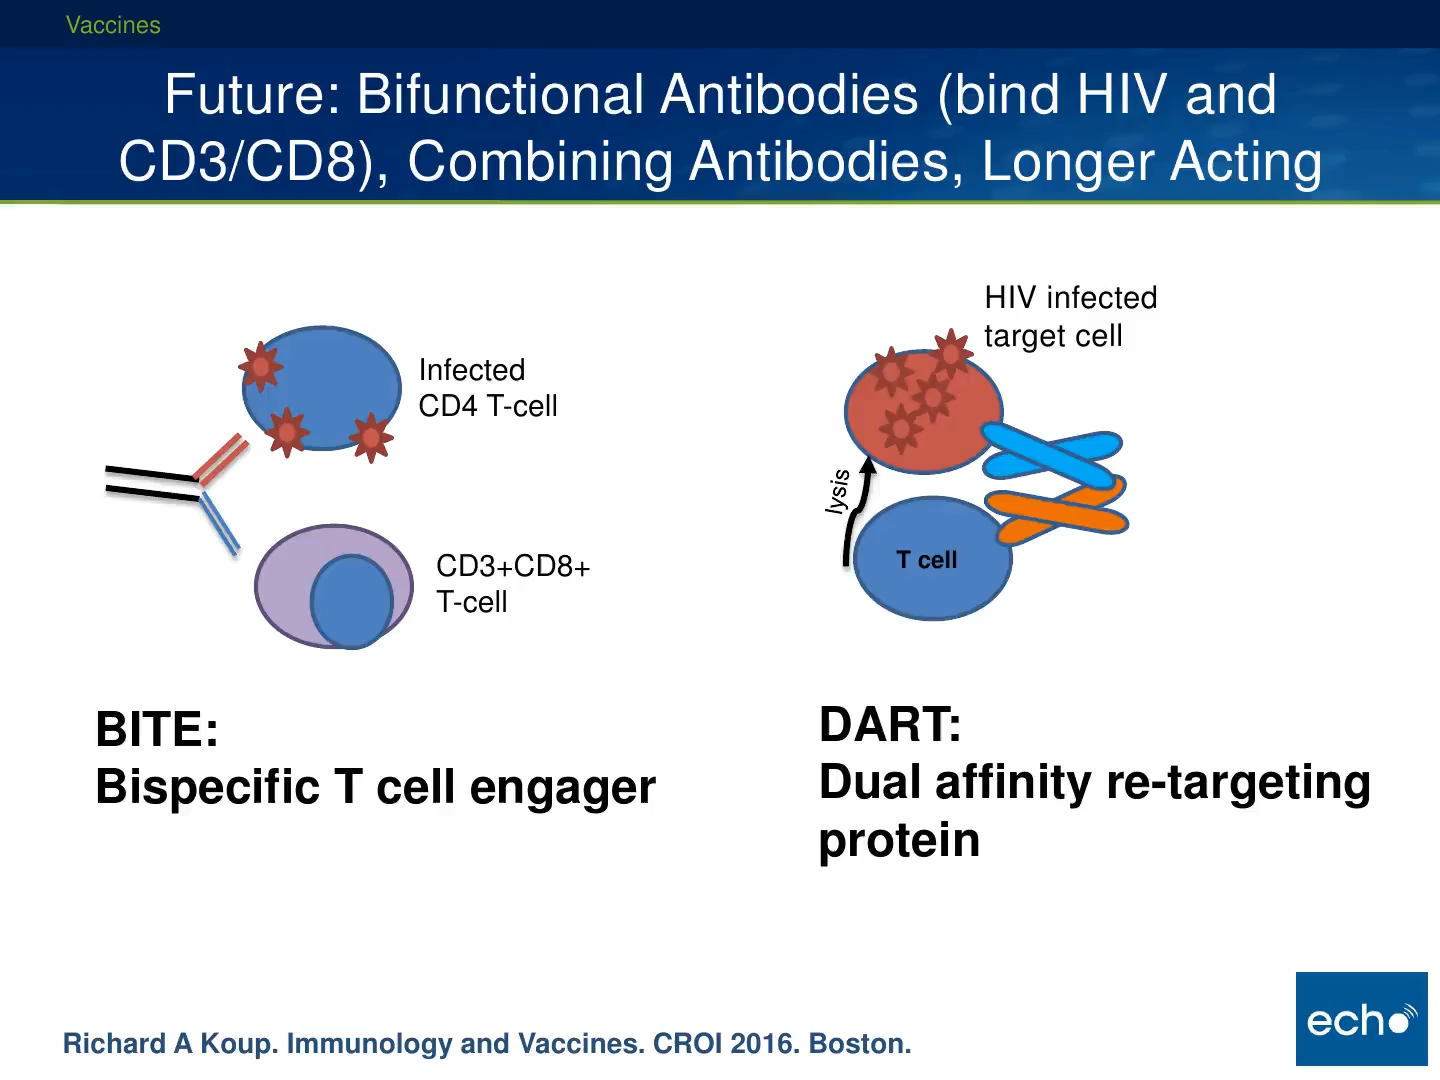 Vaccines
Future: Bifunctional Antibodies (bind HIV and
CD3/CD8), Combining Antibodies, Longer Acting
Infected
CD4 T-cell
CD3+CD8+
T-cell
BITE:
Bispecific T cell engager
HIV infected
target cell
lysis
T cell
DART:
Dual affinity re-targeting
protein
Richard A Koup. Immunology and Vaccines. CROI 2016. Boston.
echo